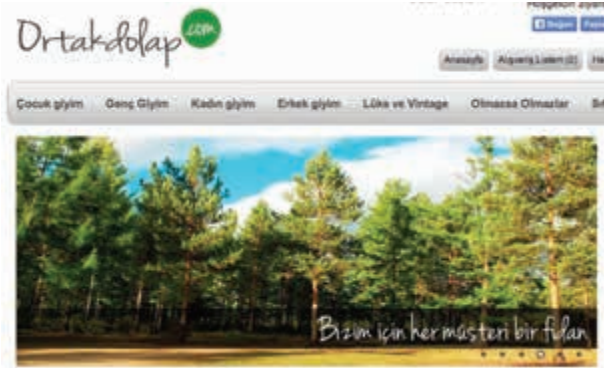 Ortakdolap.com
Anasayfa Alışveriş Listem (0)
Çocuk giyim Genç Giyim Kadın giyim Erkek giyim Lüks ve Vintage Olmazsa Olmazlar
Bizim için her müşteri bir fidan